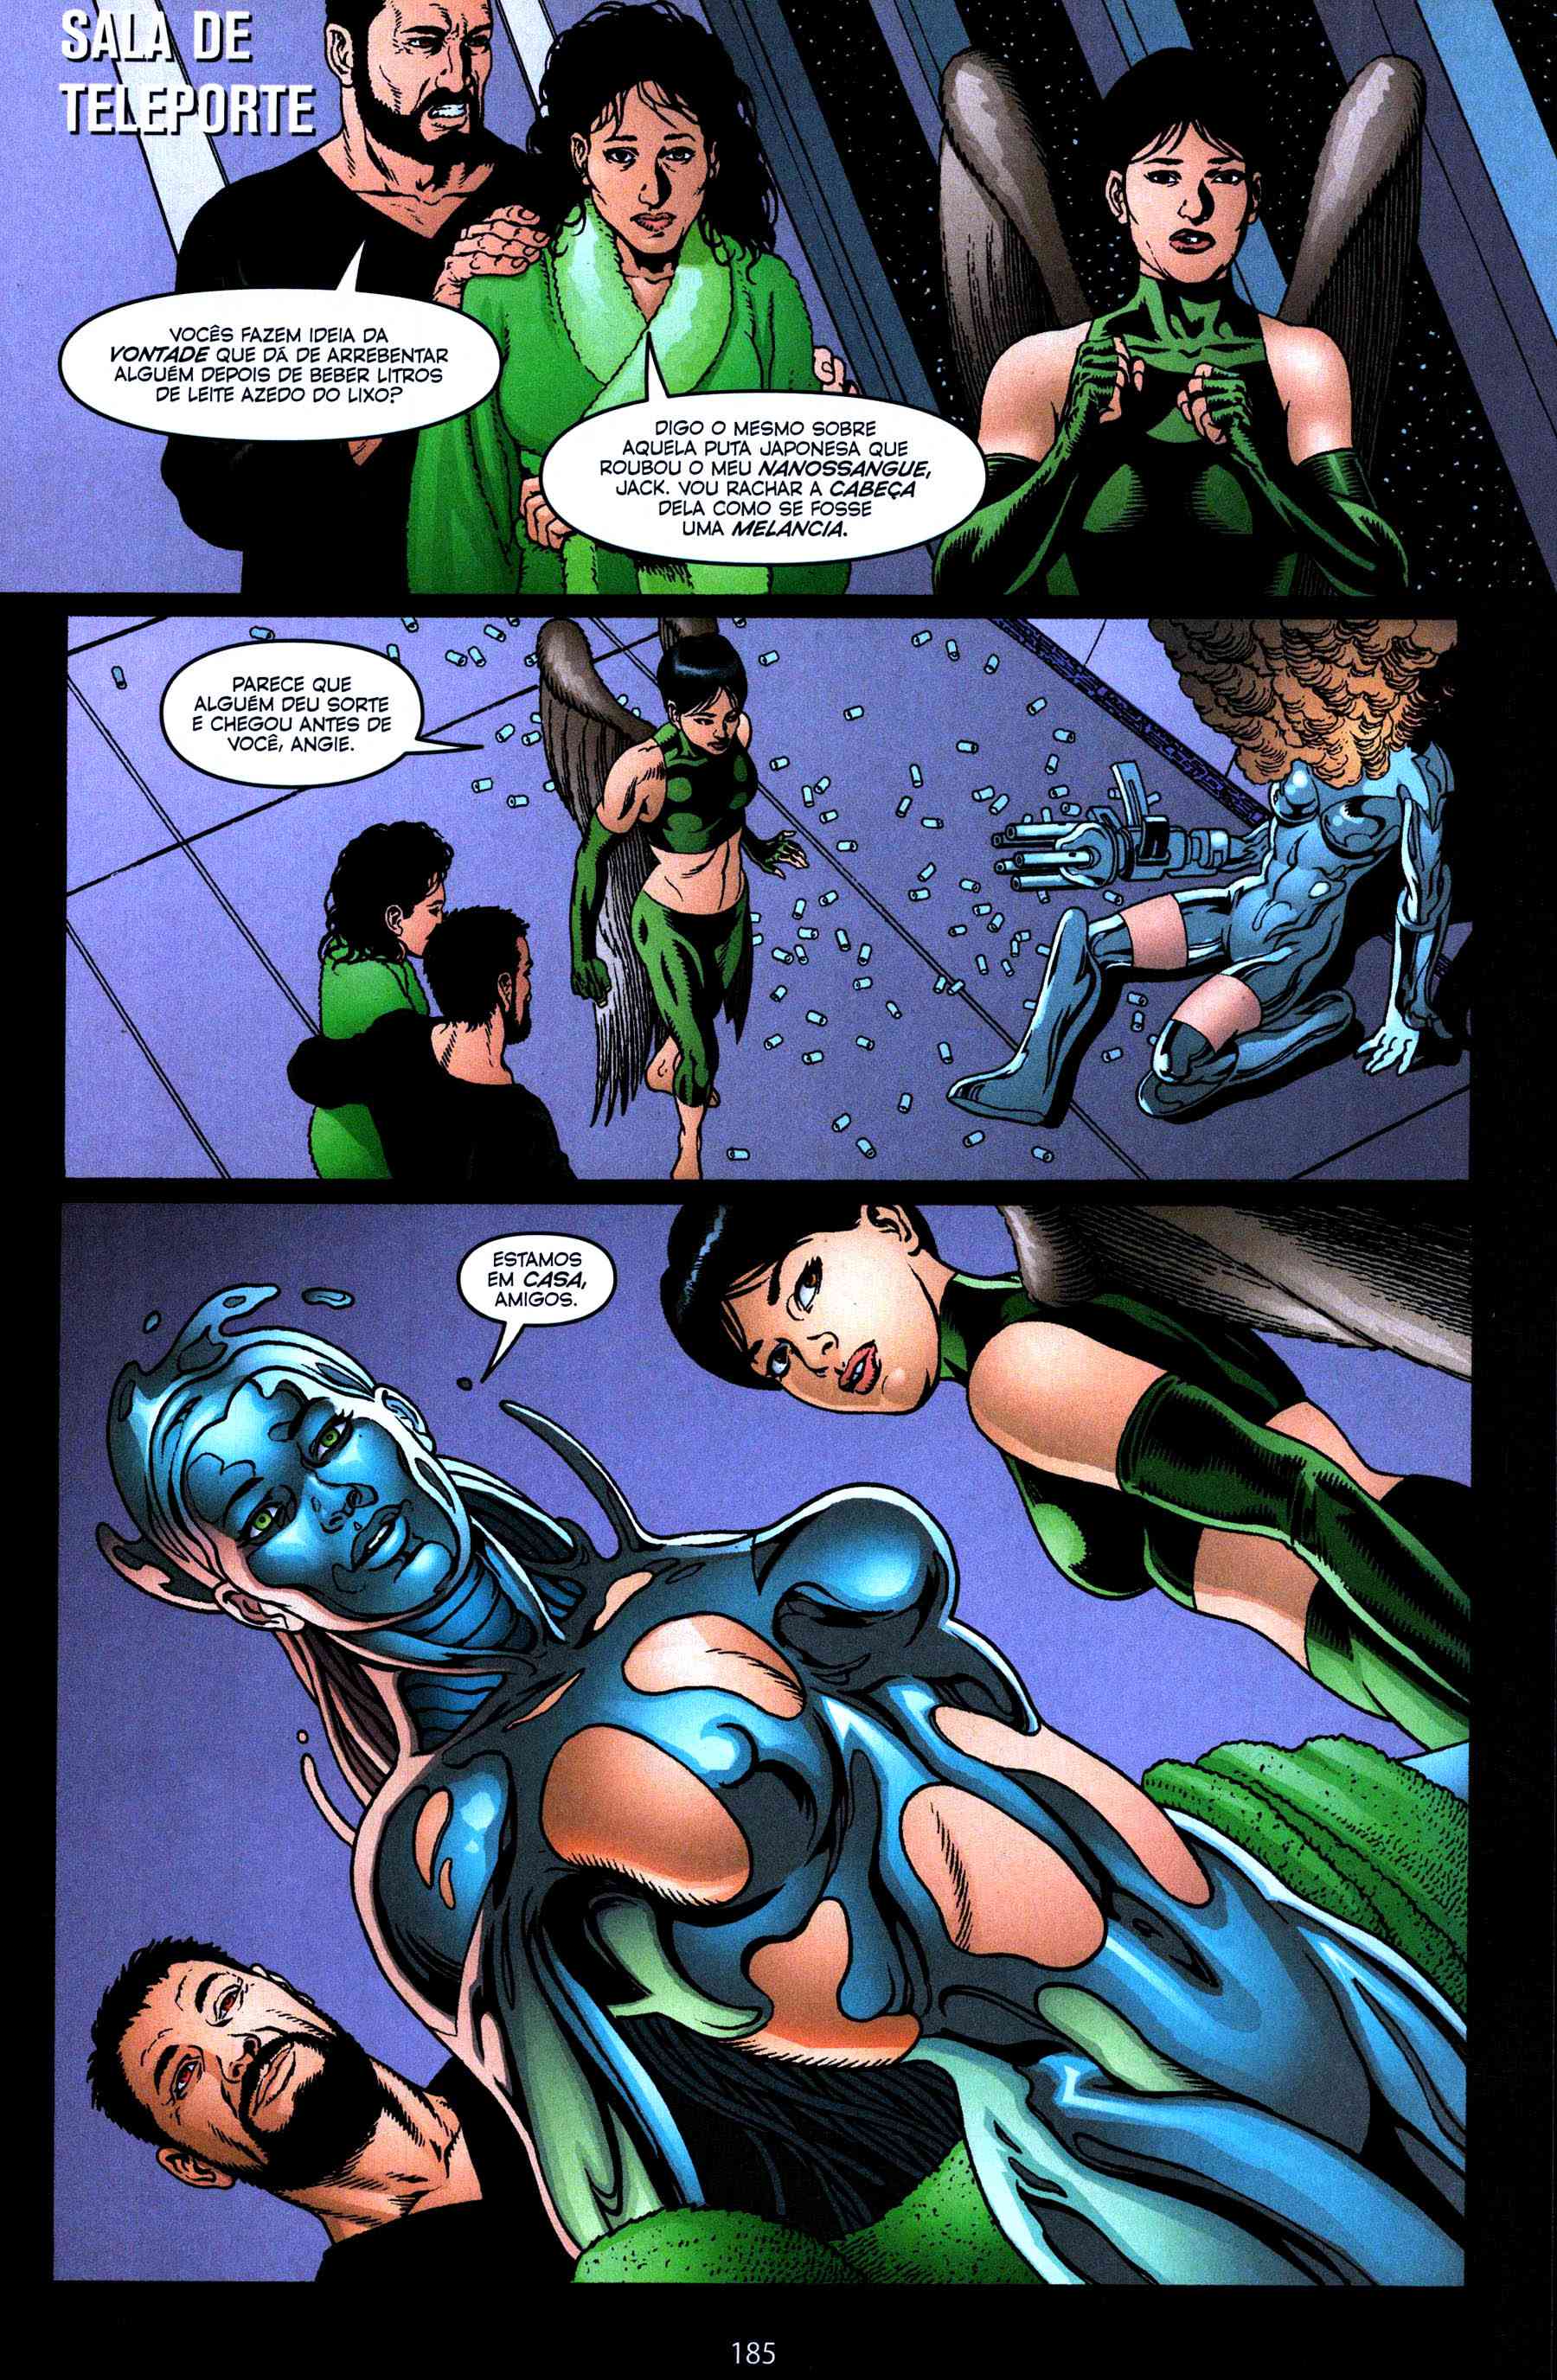 SALA DE
TELEPORTE
VOCÊS FAZEM IDEIA DA
VONTADE QUE DÁ DE ARREBENTAR
ALGUÉM DEPOIS DE BEBER LITROS
DE LEITE AZEDO DO LIXO?
DIGO O MESMO SOBRE
AQUELA PUTA JAPONESA QUE
ROUBOU O MEU NANOSSANGUE,
JACK. VOU RACHAR A CABEÇA
DELA COMO SE FOSSE
UMA MELANCIA.
PARECE QUE
ALGUÉM DEU SORTE
E CHEGOU ANTES DE
VOCÊ, ANGIE.
ESTAMOS
EM CASA,
AMIGOS.
185